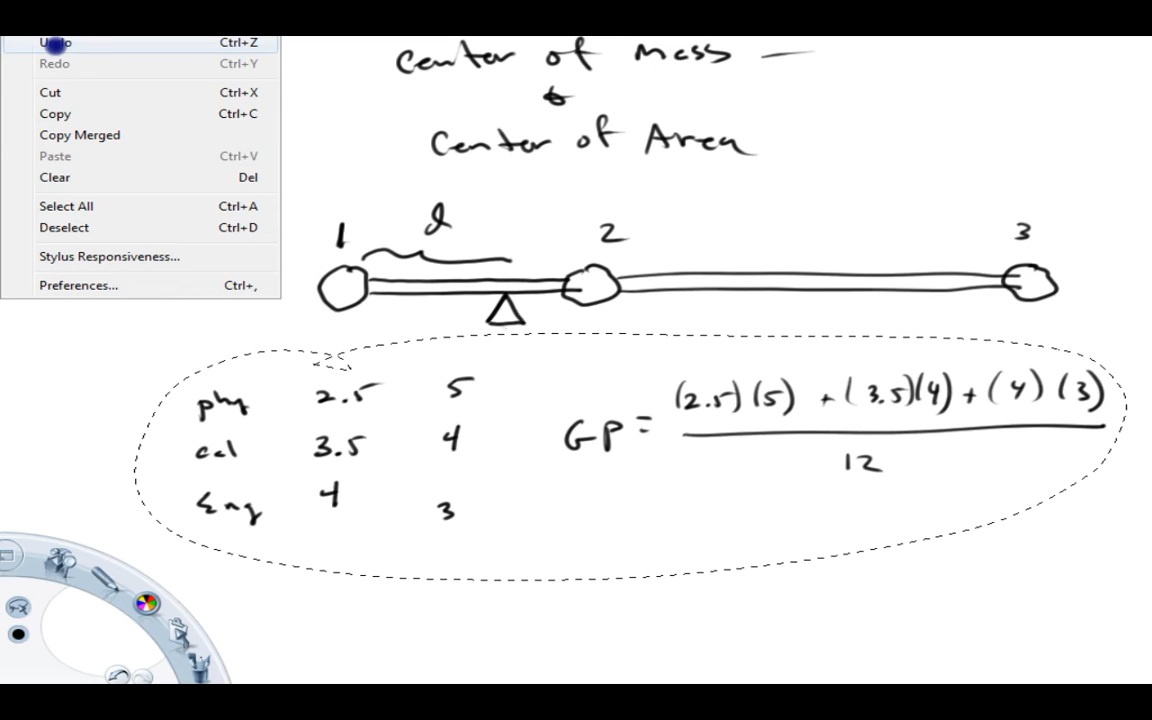 Undo Ctrl+Z
Redo Ctrl+Y
Cut Ctrl+X
Copy Ctrl+C
Copy Merged
Paste Ctrl+V
Clear Del
Select All Ctrl+A
Deselect Ctrl+D
Stylus Responsiveness...
Preferences... Ctrl+,
Center of Mass —
Center of Area
1 d 2 3
phy 2.5 5
cal 3.5 4
Eng 4 3
GP = (2.5)(5) + (3.5)(4) + (4)(3)
12